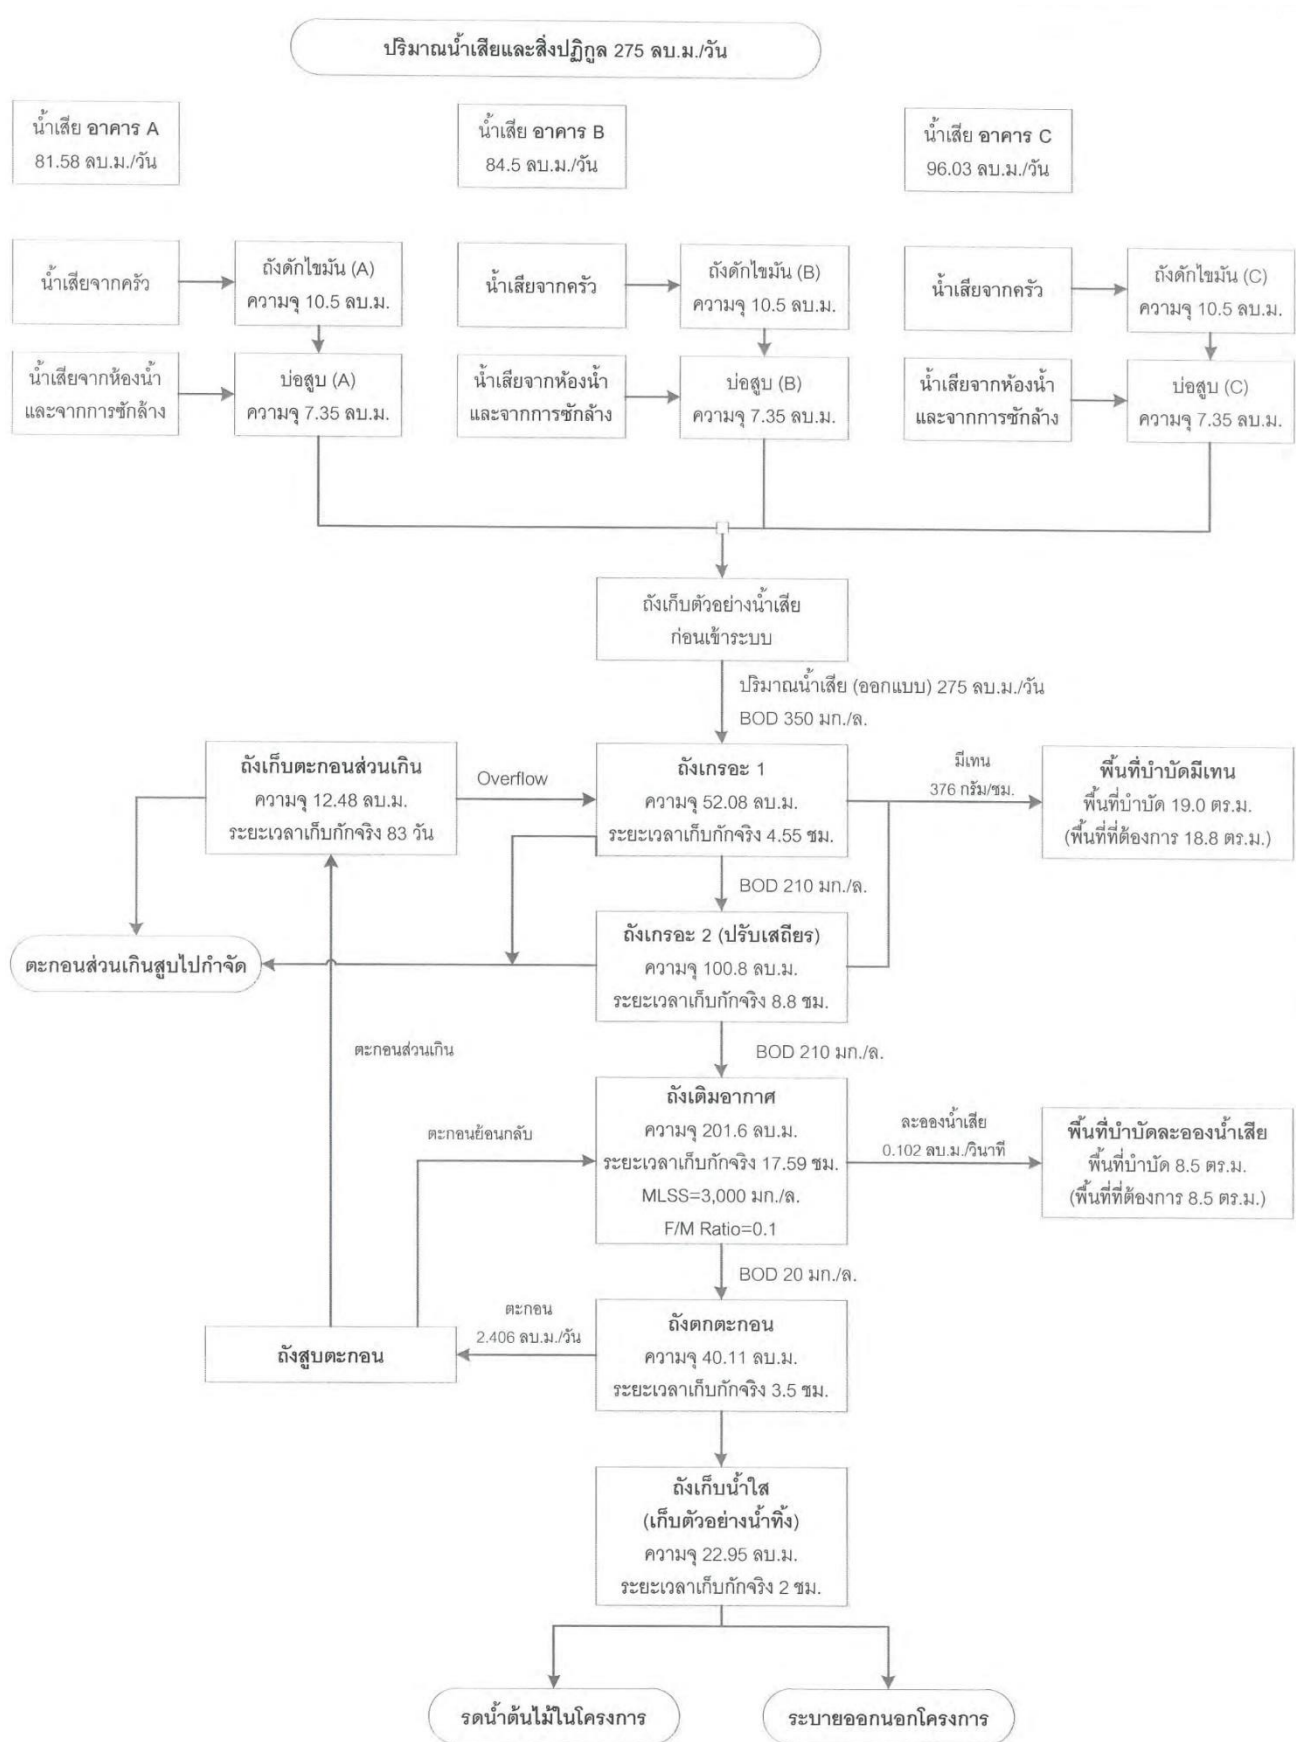 ปริมาณน้ำเสียและสิ่งปฏิกูล 275 ลบ.ม./วัน
น้ำเสีย อาคาร A
81.58 ลบ.ม./วัน
น้ำเสีย อาคาร B
84.5 ลบ.ม./วัน
น้ำเสีย อาคาร C
96.03 ลบ.ม./วัน
น้ำเสียจากครัว
ถังดักไขมัน (A)
ความจุ 10.5 ลบ.ม.
น้ำเสียจากครัว
ถังดักไขมัน (B)
ความจุ 10.5 ลบ.ม.
น้ำเสียจากครัว
ถังดักไขมัน (C)
ความจุ 10.5 ลบ.ม.
น้ำเสียจากห้องน้ำ
และจากการซักล้าง
บ่อสูบ (A)
ความจุ 7.35 ลบ.ม.
น้ำเสียจากห้องน้ำ
และจากการซักล้าง
บ่อสูบ (B)
ความจุ 7.35 ลบ.ม.
น้ำเสียจากห้องน้ำ
และจากการซักล้าง
บ่อสูบ (C)
ความจุ 7.35 ลบ.ม.
ถังเก็บตัวอย่างน้ำเสีย
ก่อนเข้าระบบ
ปริมาณน้ำเสีย (ออกแบบ) 275 ลบ.ม./วัน
BOD 350 มก./ล.
ถังเก็บตะกอนส่วนเกิน
ความจุ 12.48 ลบ.ม.
ระยะเวลาเก็บกักจริง 83 วัน
Overflow
ถังเกรอะ 1
ความจุ 52.08 ลบ.ม.
ระยะเวลาเก็บกักจริง 4.55 ชม.
มีเทน
376 กรัม/ชม.
พื้นที่บำบัดมีเทน
พื้นที่บำบัด 19.0 ตร.ม.
(พื้นที่ที่ต้องการ 18.8 ตร.ม.)
BOD 210 มก./ล.
ตะกอนส่วนเกินสูบไปกำจัด
ถังเกรอะ 2 (ปรับเสถียร)
ความจุ 100.8 ลบ.ม.
ระยะเวลาเก็บกักจริง 8.8 ชม.
ตะกอนส่วนเกิน
BOD 210 มก./ล.
ตะกอนย้อนกลับ
ถังเติมอากาศ
ความจุ 201.6 ลบ.ม.
ระยะเวลาเก็บกักจริง 17.59 ชม.
MLSS=3,000 มก./ล.
F/M Ratio=0.1
ละอองน้ำเสีย
0.102 ลบ.ม./วินาที
พื้นที่บำบัดละอองน้ำเสีย
พื้นที่บำบัด 8.5 ตร.ม.
(พื้นที่ที่ต้องการ 8.5 ตร.ม.)
BOD 20 มก./ล.
ถังสูบตะกอน
ตะกอน
2.406 ลบ.ม./วัน
ถังตกตะกอน
ความจุ 40.11 ลบ.ม.
ระยะเวลาเก็บกักจริง 3.5 ชม.
ถังเก็บน้ำใส
(เก็บตัวอย่างน้ำทิ้ง)
ความจุ 22.95 ลบ.ม.
ระยะเวลาเก็บกักจริง 2 ชม.
รดน้ำต้นไม้ในโครงการ
ระบายออกนอกโครงการ